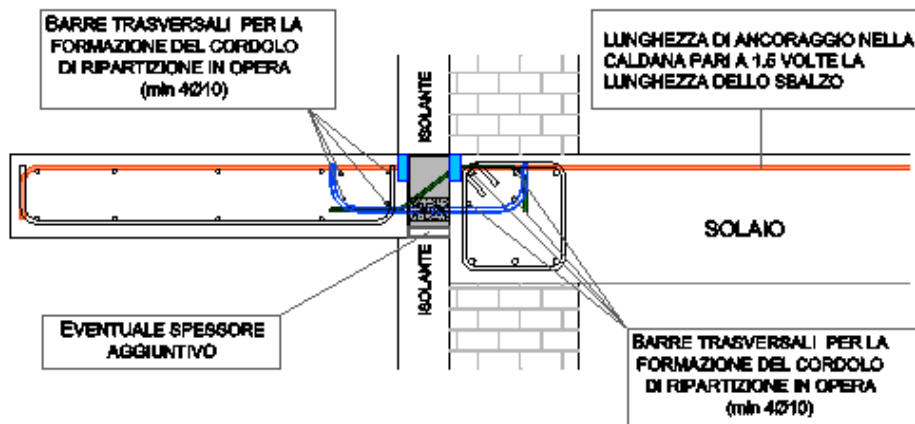 BARRE TRASVERSALI PER LA
FORMAZIONE DEL CORDOLO
DI RIPARTIZIONE IN OPERA
(min 4Ø10)
LUNGHEZZA DI ANCORAGGIO NELLA
CALDANA PARI A 1.5 VOLTE LA
LUNGHEZZA DELLO SBALZO
ISOLANTE
SOLAIO
ISOLANTE
EVENTUALE SPESSORE
AGGIUNTIVO
BARRE TRASVERSALI PER LA
FORMAZIONE DEL CORDOLO
DI RIPARTIZIONE IN OPERA
(min 4Ø10)